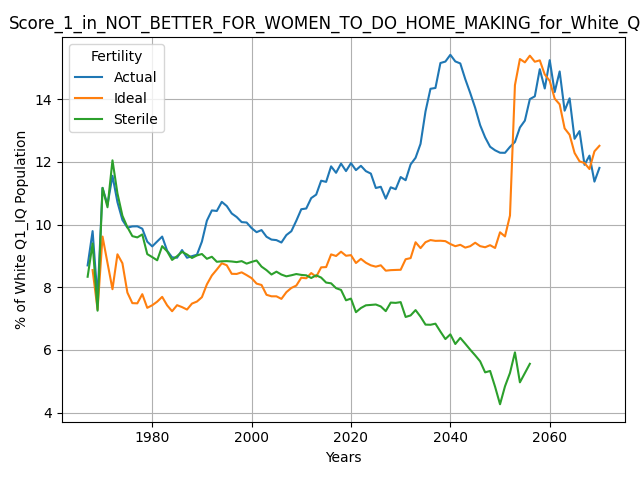 Score_1_in_NOT_BETTER_FOR_WOMEN_TO_DO_HOME_MAKING_for_White_Q
Fertility
Actual
Ideal
Sterile
% of White Q1_IQ Population
14
12
10
8
6
4
1980 2000 2020 2040 2060
Years